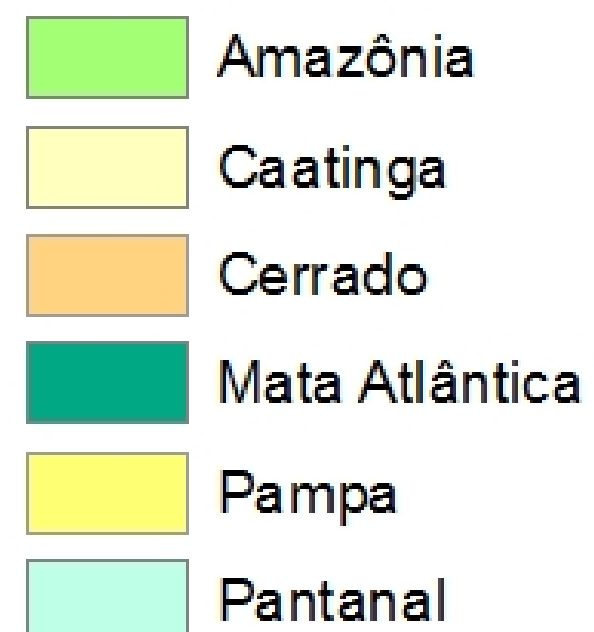 Amazônia
Caatinga
Cerrado
Mata Atlântica
Pampa
Pantanal